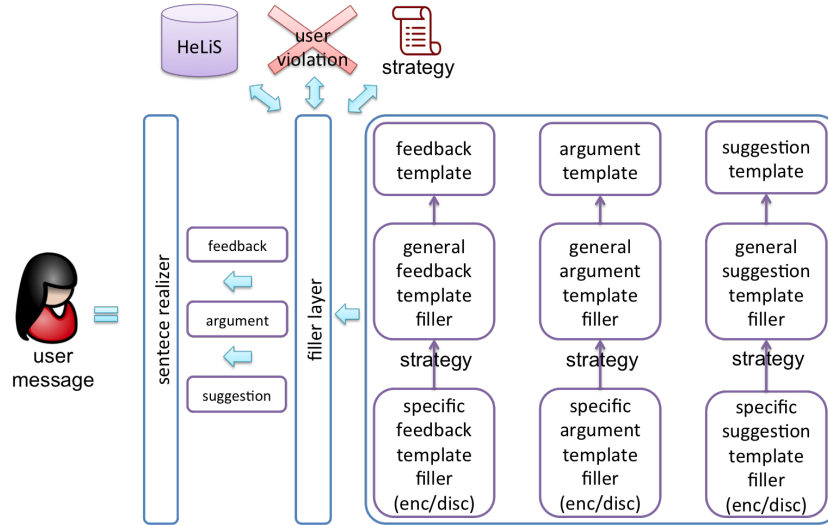 HeLiS
user
violation
strategy
feedback
template
argument
template
suggestion
template
general
feedback
template
filler
general
argument
template
filler
general
suggestion
template
filler
strategy
strategy
strategy
specific
feedback
template
filler
(enc/disc)
specific
argument
template
filler
(enc/disc)
specific
suggestion
template
filler
(enc/disc)
filler layer
feedback
argument
suggestion
sentece realizer
user
message